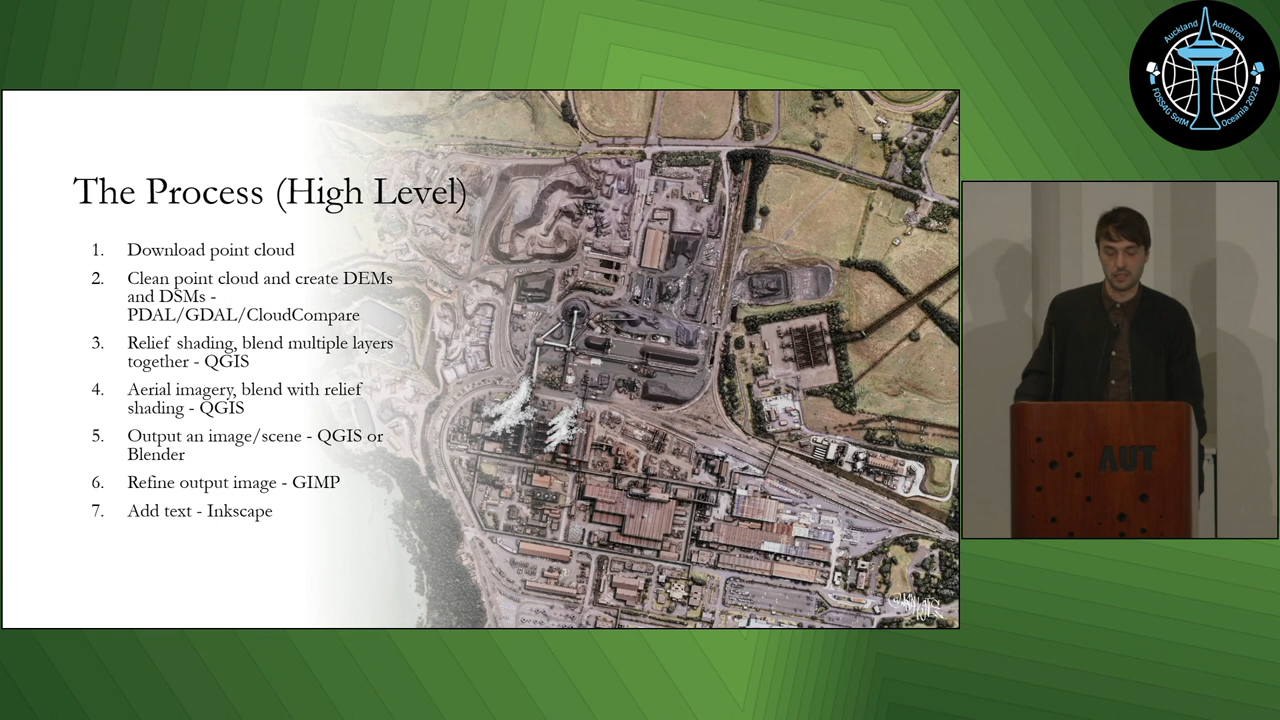 The Process (High Level)
1. Download point cloud
2. Clean point cloud and create DEMs
and DSMs -
PDAL/GDAL/CloudCompare
3. Relief shading, blend multiple layers
together - QGIS
4. Aerial imagery, blend with relief
shading - QGIS
5. Output an image/scene - QGIS or
Blender
6. Refine output image - GIMP
7. Add text - Inkscape
Auckland Aotearoa
FOSS4G SotM Oceania 2023
AUT